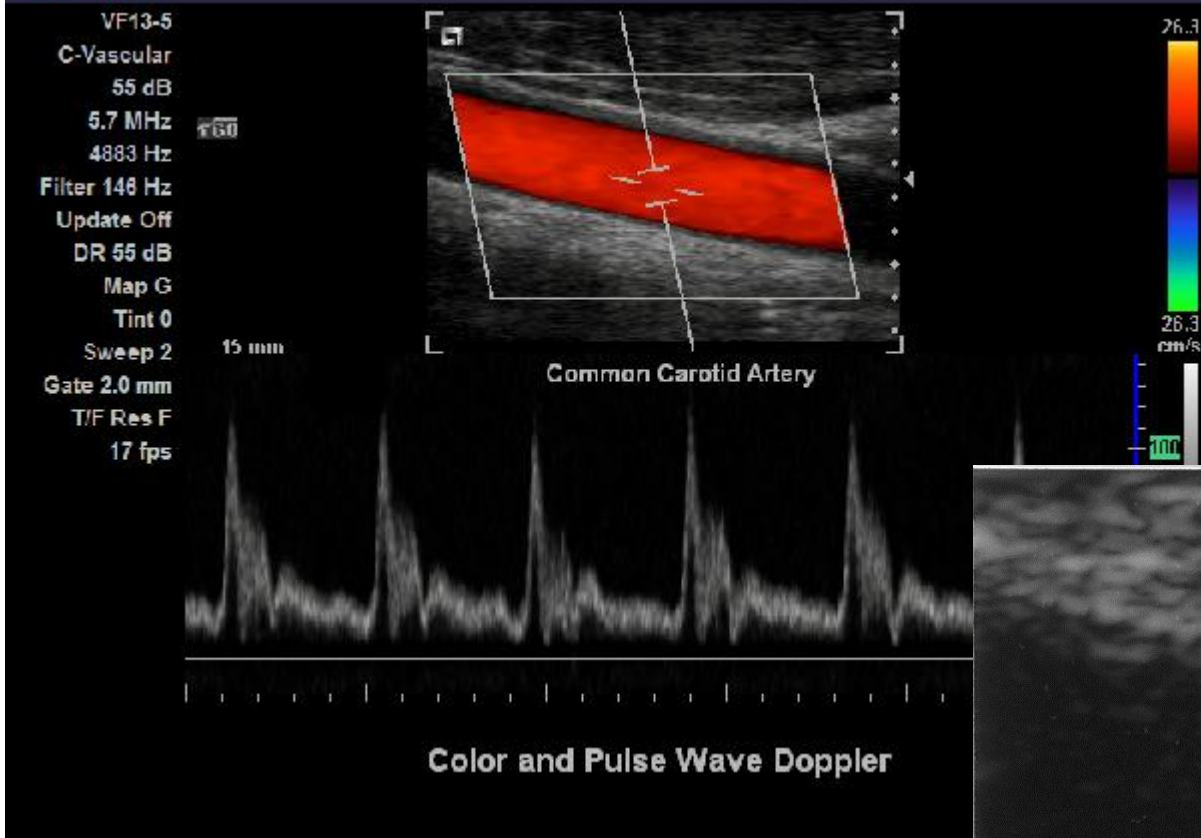 VF13-5
C-Vascular
55 dB
5.7 MHz
4883 Hz
Filter 146 Hz
Update Off
DR 55 dB
Map G
Tint 0
Sweep 2
Gate 2.0 mm
T/F Res F
17 fps
15 mm
26.3
26.3
cm/s
Common Carotid Artery
100
Color and Pulse Wave Doppler